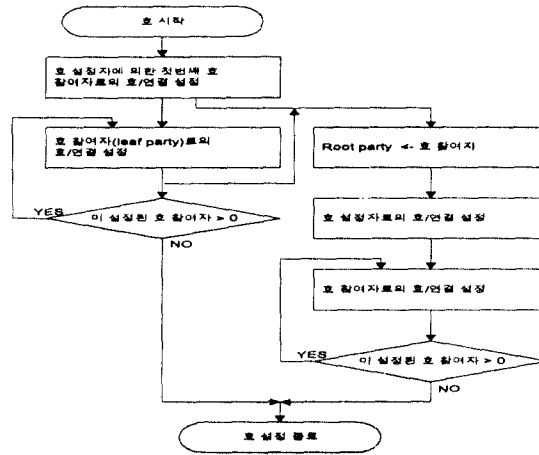 호 시작
호 설정자에 의한 첫번째 호
참여자로의 호/연결 설정
호 참여자(leaf party)로의
호/연결 설정
Root party <- 호 참여자
YES
미 설정된 호 참여자 > 0
NO
호 설정자로의 호/연결 설정
호 참여자로의 호/연결 설정
YES
미 설정된 호 참여자 > 0
NO
호 설정 종료